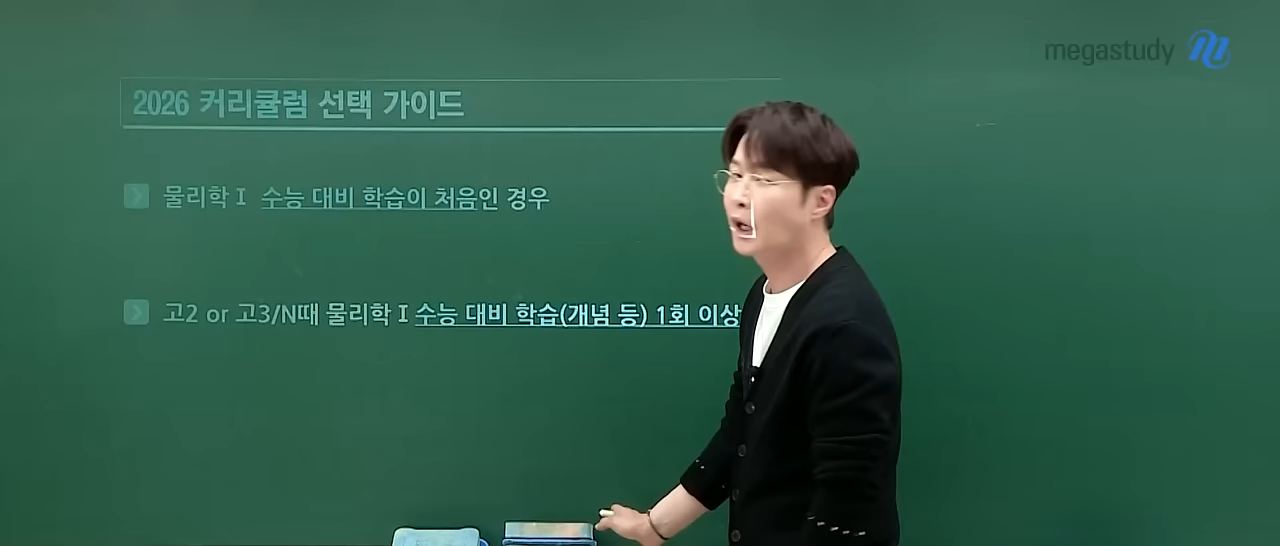 megastudy
2026 커리큘럼 선택 가이드
물리학 I 수능 대비 학습이 처음인 경우
고2 or 고3/N때 물리학 I 수능 대비 학습(개념 등) 1회 이상